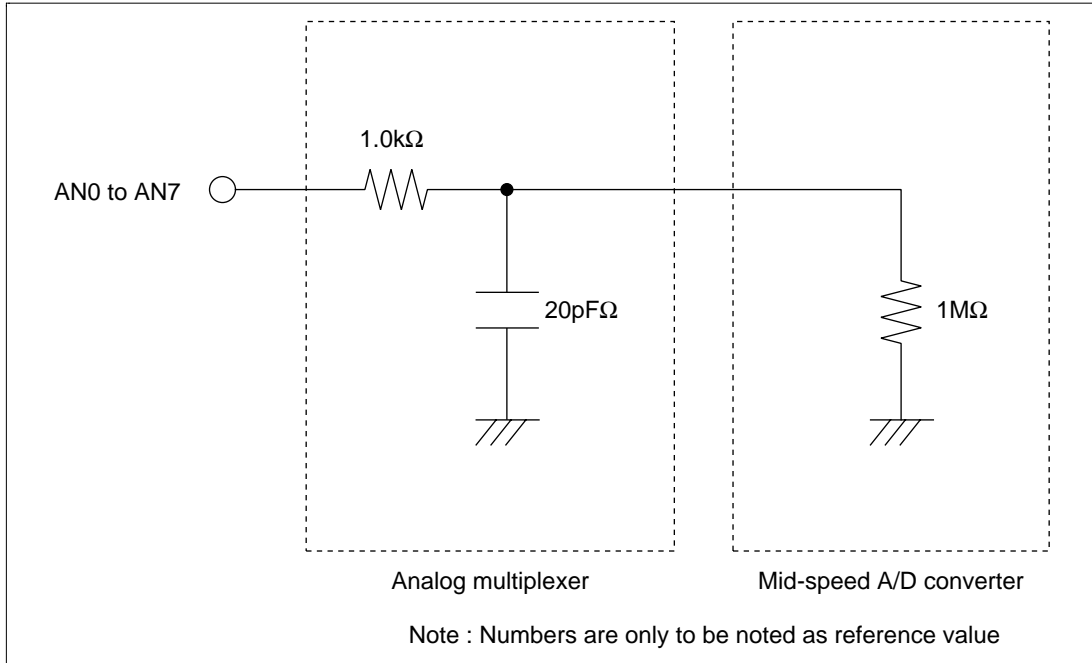 1.0kΩ
AN0 to AN7
20pFΩ
1MΩ
Analog multiplexer
Mid-speed A/D converter
Note : Numbers are only to be noted as reference value